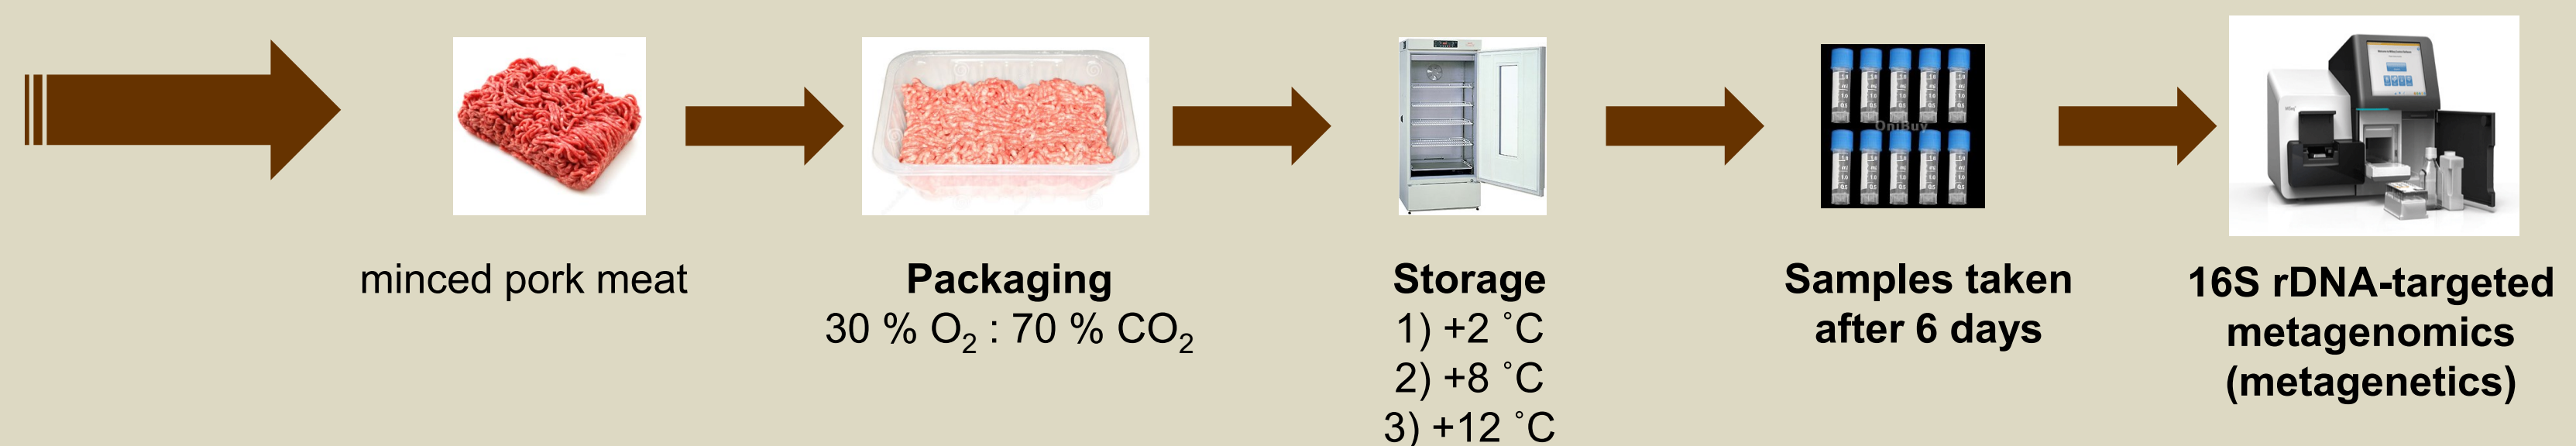 minced pork meat
Packaging
30 % O₂ : 70 % CO₂
Storage
1) +2 ˚C
2) +8 ˚C
3) +12 ˚C
OniBuy
Samples taken
after 6 days
16S rDNA-targeted
metagenomics
(metagenetics)